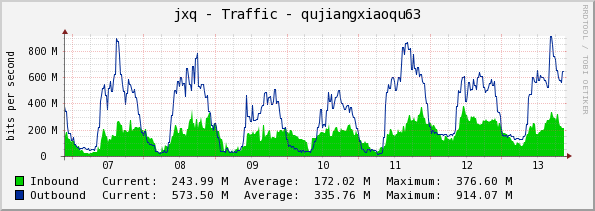 jxq - Traffic - qujiangxiaoqu63
RRDTOOL / TOBI OETIKER
bits per second
800 M
600 M
400 M
200 M
0
07 08 09 10 11 12 13
Inbound Current: 243.99 M Average: 172.02 M Maximum: 376.60 M
Outbound Current: 573.50 M Average: 335.76 M Maximum: 914.07 M